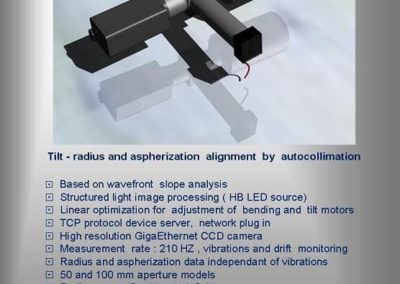 Tilt - radius and aspherization alignment by autocollimation
Based on wavefront slope analysis
Structured light image processing ( HB LED source)
Linear optimization for adjustment of bending and tilt motors
TCP protocol device server, network plug in
High resolution GigaEthernet CCD camera
Measurement rate : 210 HZ , vibrations and drift monitoring
Radius and aspherization data independant of vibrations
50 and 100 mm aperture models